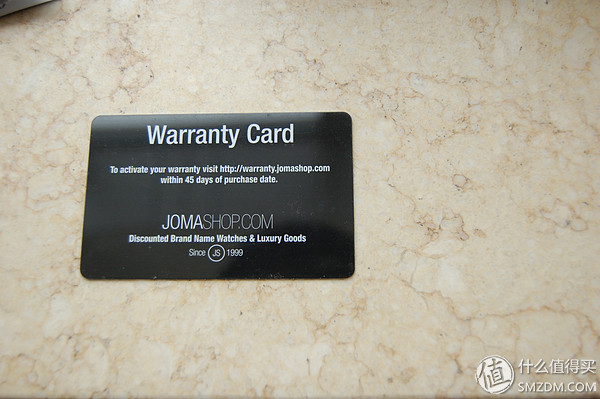 Warranty Card
To activate your warranty visit http://warranty.jomashop.com
within 45 days of purchase date.
JOMASHOP.COM
Discounted Brand Name Watches & Luxury Goods
Since JS 1999
值 什么值得买
SMZDM.COM